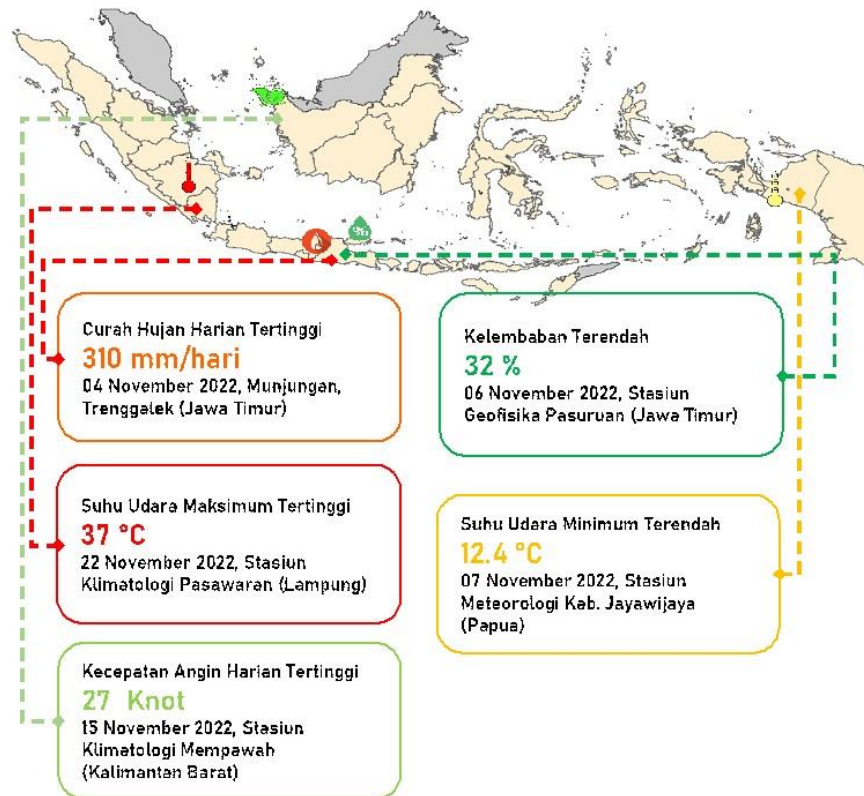 Curah Hujan Harian Tertinggi
310 mm/hari
04 November 2022, Munjungan,
Trenggalek (Jawa Timur)
Kelembaban Terendah
32 %
06 November 2022, Stasiun
Geofisika Pasuruan (Jawa Timur)
Suhu Udara Maksimum Tertinggi
37 °C
22 November 2022, Stasiun
Klimatologi Pasawaran (Lampung)
Suhu Udara Minimum Terendah
12.4 °C
07 November 2022, Stasiun
Meteorologi Kab. Jayawijaya
(Papua)
Kecepatan Angin Harian Tertinggi
27 Knot
15 November 2022, Stasiun
Klimatologi Mempawah
(Kalimantan Barat)